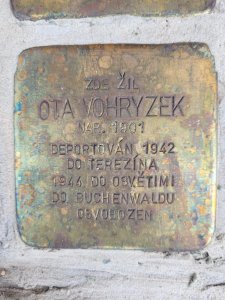 ZDE ŽIL
OTA VOHRYZEK
NAR. 1901
DEPORTOVÁN 1942
DO TEREZÍNA
1944 DO OSVĚTIMI
DO BUCHENWALDU
OSVOBOZEN